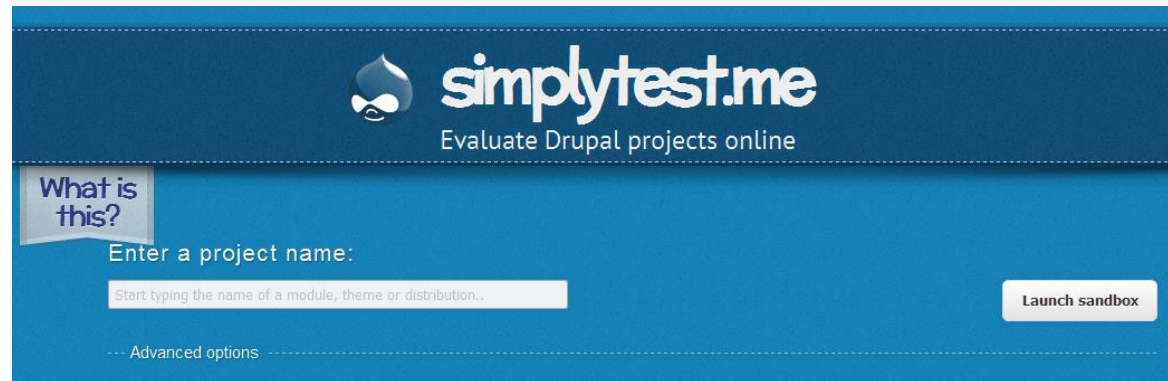 simplytest.me
Evaluate Drupal projects online
What is
this?
Enter a project name:
Start typing the name of a module, theme or distribution..
Launch sandbox
Advanced options